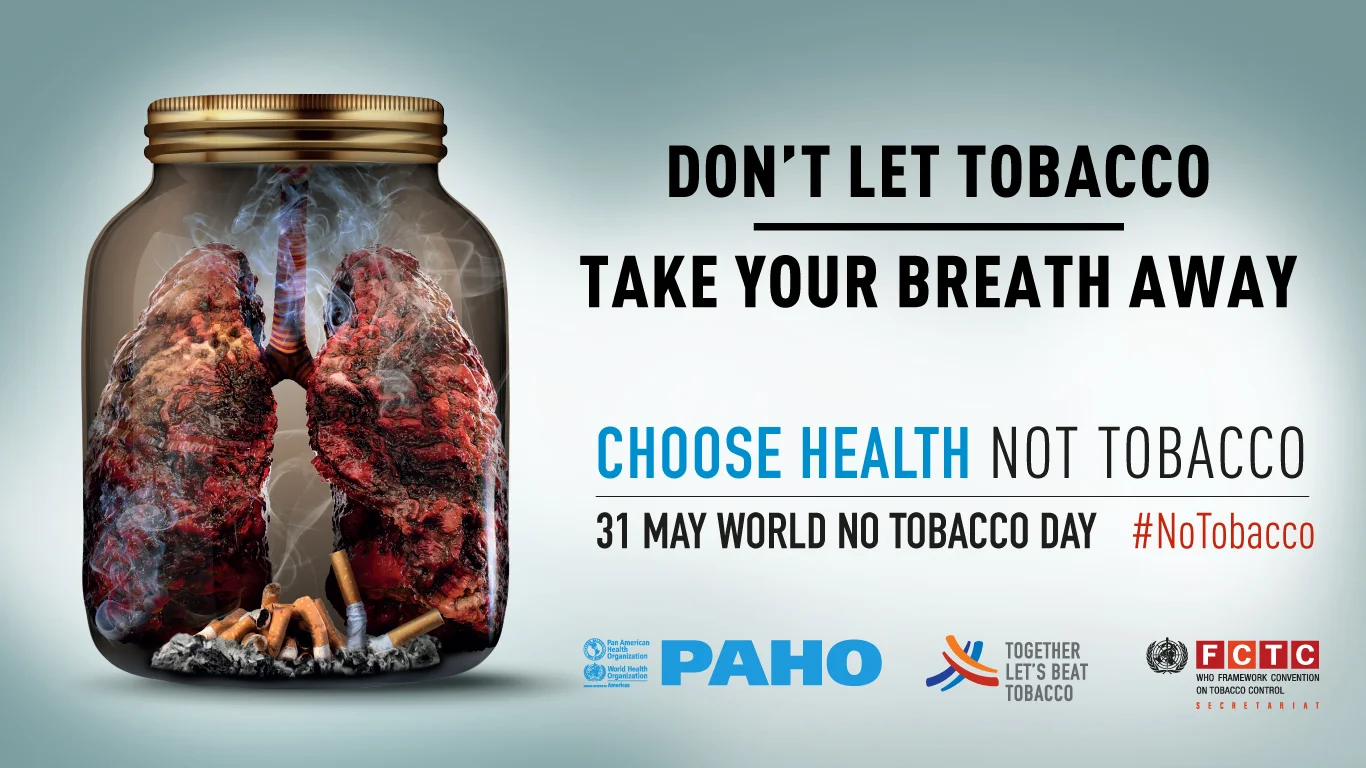 DON'T LET TOBACCO
TAKE YOUR BREATH AWAY
CHOOSE HEALTH NOT TOBACCO
31 MAY WORLD NO TOBACCO DAY #NoTobacco
Pan American
Health
Organization
World Health
Organization
Americas
PAHO
TOGETHER
LET'S BEAT
TOBACCO
FCTC
WHO FRAMEWORK CONVENTION
ON TOBACCO CONTROL
SECRETARIAT